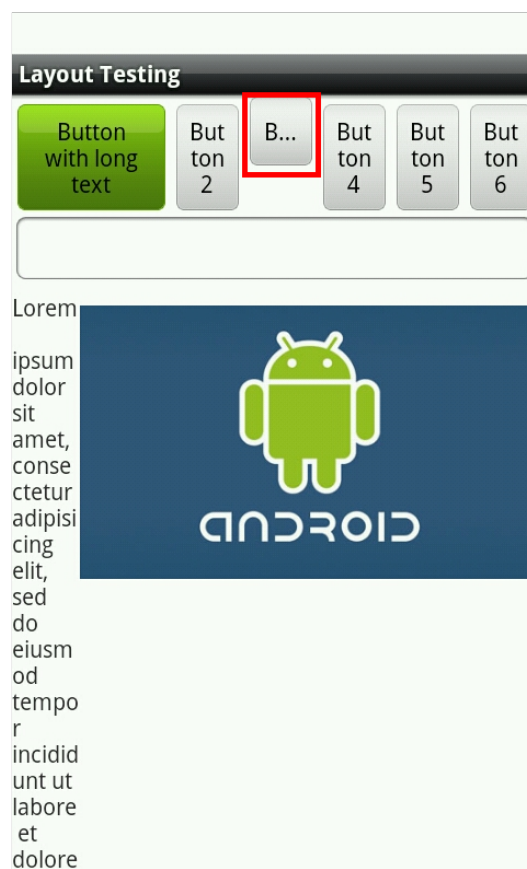 Layout Testing
Button
with long
text
But
ton
2
B...
But
ton
4
But
ton
5
But
ton
6
Lorem
ipsum
dolor
sit
amet,
conse
ctetur
adipisi
cing
elit,
sed
do
eiusm
od
tempo
r
incidid
unt ut
labore
et
dolore
ANDROID